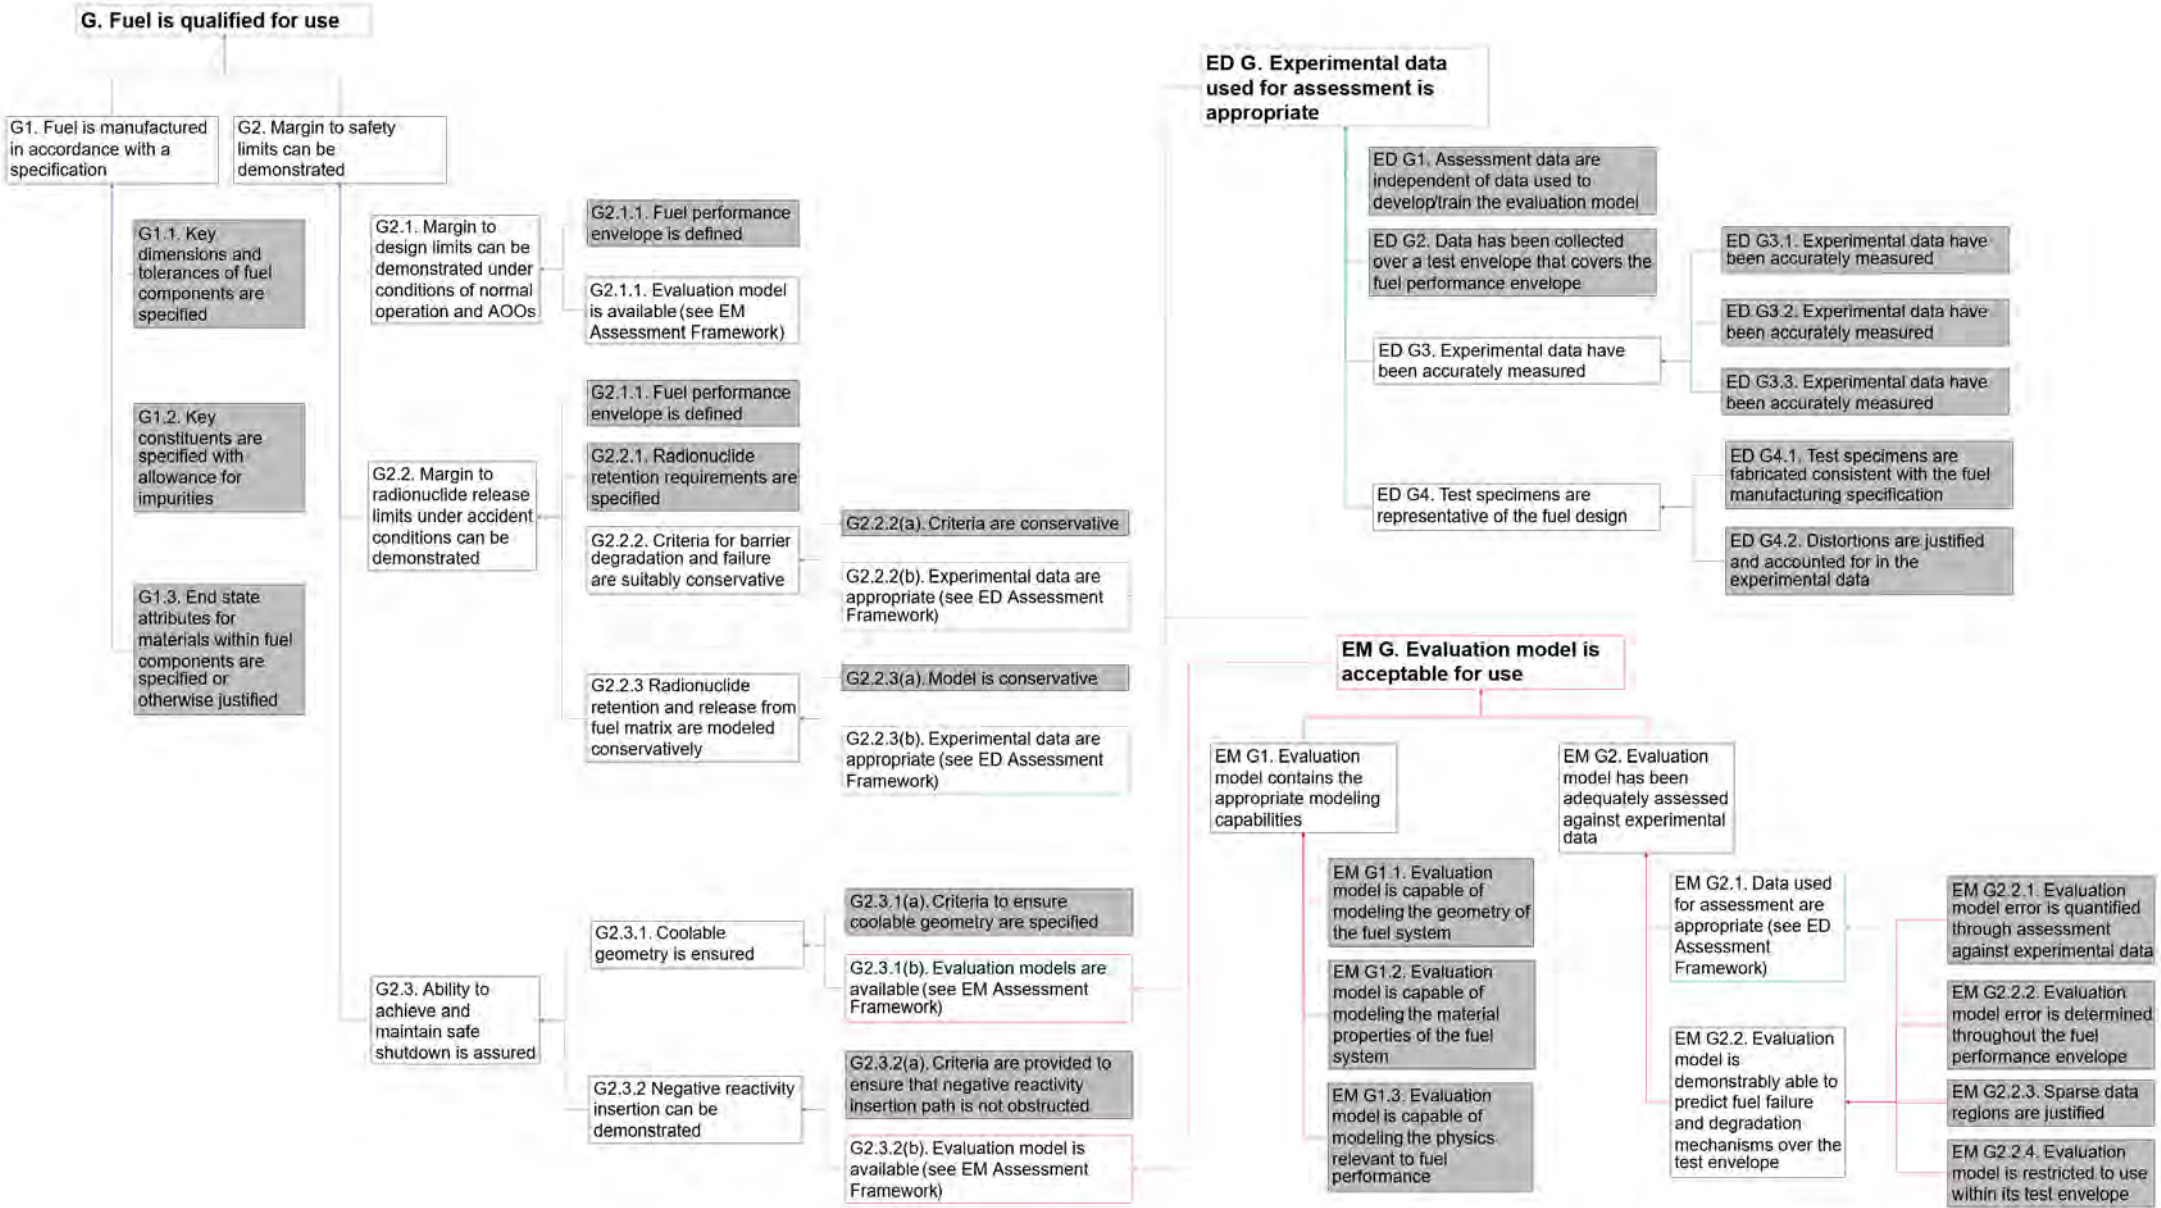 G. Fuel is qualified for use
G1. Fuel is manufactured
in accordance with a
specification
G1.1. Key
dimensions and
tolerances of fuel
components are
specified
G1.2. Key
constituents are
specified with
allowance for
impurities
G1.3. End state
attributes for
materials within fuel
components are
specified or
otherwise justified
G2. Margin to safety
limits can be
demonstrated
G2.1. Margin to
design limits can be
demonstrated under
conditions of normal
operation and AOOs
G2.1.1. Fuel performance
envelope is defined
G2.1.1. Evaluation model
is available (see EM
Assessment Framework)
G2.2. Margin to
radionuclide release
limits under accident
conditions can be
demonstrated
G2.1.1. Fuel performance
envelope is defined
G2.2.1. Radionuclide
retention requirements are
specified
G2.2.2. Criteria for barrier
degradation and failure
are suitably conservative
G2.2.2(a). Criteria are conservative
G2.2.2(b). Experimental data are
appropriate (see ED Assessment
Framework)
G2.2.3 Radionuclide
retention and release from
fuel matrix are modeled
conservatively
G2.2.3(a). Model is conservative
G2.2.3(b). Experimental data are
appropriate (see ED Assessment
Framework)
G2.3. Ability to
achieve and
maintain safe
shutdown is assured
G2.3.1. Coolable
geometry is ensured
G2.3.1(a). Criteria to ensure
coolable geometry are specified
G2.3.1(b). Evaluation models are
available (see EM Assessment
Framework)
G2.3.2 Negative reactivity
insertion can be
demonstrated
G2.3.2(a). Criteria are provided to
ensure that negative reactivity
insertion path is not obstructed
G2.3.2(b). Evaluation model is
available (see EM Assessment
Framework)
ED G. Experimental data
used for assessment is
appropriate
ED G1. Assessment data are
independent of data used to
develop/train the evaluation model
ED G2. Data has been collected
over a test envelope that covers the
fuel performance envelope
ED G3. Experimental data have
been accurately measured
ED G3.1. Experimental data have
been accurately measured
ED G3.2. Experimental data have
been accurately measured
ED G3.3. Experimental data have
been accurately measured
ED G4. Test specimens are
representative of the fuel design
ED G4.1. Test specimens are
fabricated consistent with the fuel
manufacturing specification
ED G4.2. Distortions are justified
and accounted for in the
experimental data
EM G. Evaluation model is
acceptable for use
EM G1. Evaluation
model contains the
appropriate modeling
capabilities
EM G1.1. Evaluation
model is capable of
modeling the geometry of
the fuel system
EM G1.2. Evaluation
model is capable of
modeling the material
properties of the fuel
system
EM G1.3. Evaluation
model is capable of
modeling the physics
relevant to fuel
performance
EM G2. Evaluation
model has been
adequately assessed
against experimental
data
EM G2.1. Data used
for assessment are
appropriate (see ED
Assessment
Framework)
EM G2.2. Evaluation
model is
demonstrably able to
predict fuel failure
and degradation
mechanisms over the
test envelope
EM G2.2.1. Evaluation
model error is quantified
through assessment
against experimental data
EM G2.2.2. Evaluation
model error is determined
throughout the fuel
performance envelope
EM G2.2.3. Sparse data
regions are justified
EM G2.2.4. Evaluation
model is restricted to use
within its test envelope